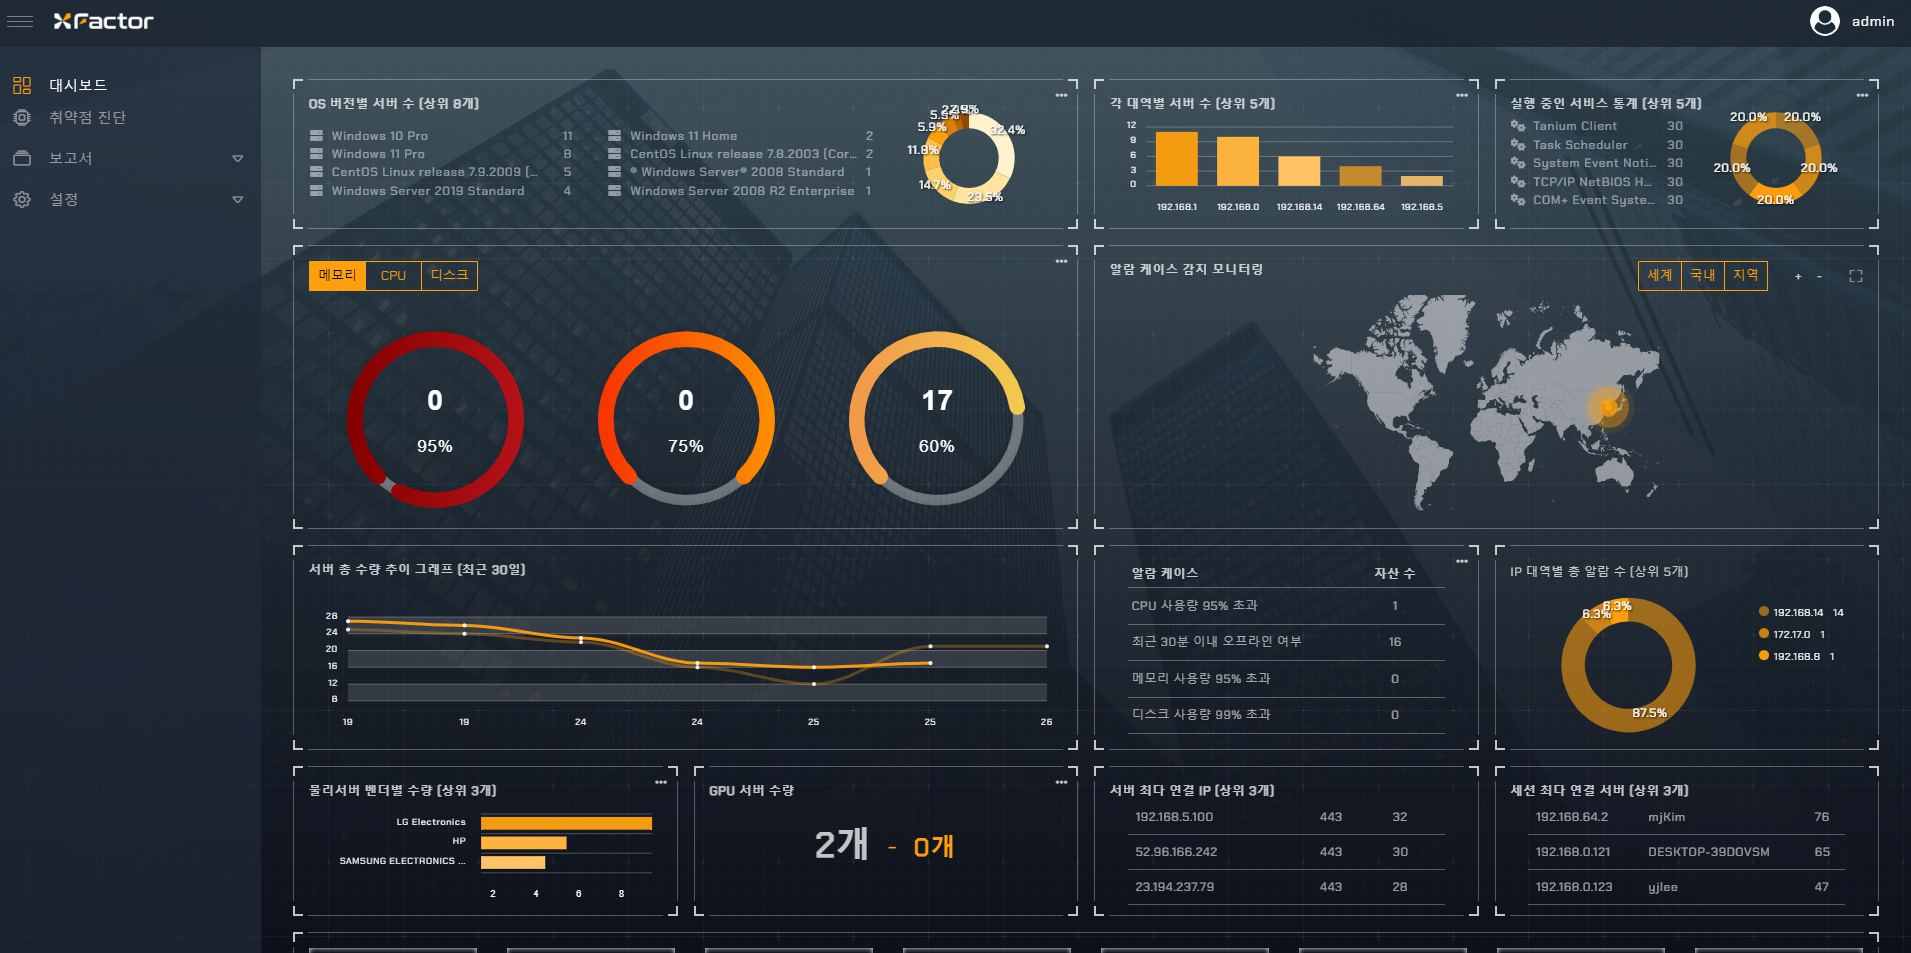 XFactor
admin
대시보드
취약점 진단
보고서
설정
OS 버전별 서버 수 (상위 8개)
Windows 10 Pro 11
Windows 11 Pro 8
CentOS Linux release 7.9.2009 (... 5
Windows Server 2019 Standard 4
Windows 11 Home 2
CentOS Linux release 7.8.2003 (Cor... 2
® Windows Server® 2008 Standard 1
Windows Server 2008 R2 Enterprise 1
32.4%
23.5%
14.7%
11.8%
5.9%
5.9%
2.9%
각 대역별 서버 수 (상위 5개)
12
9
6
3
0
192.168.1 192.168.0 192.168.14 192.168.64 192.168.5
실행 중인 서비스 통계 (상위 5개)
Tanium Client 30
Task Scheduler 30
System Event Noti... 30
TCP/IP NetBIOS H... 30
COM+ Event Syste... 30
20.0% 20.0%
20.0% 20.0%
20.0%
메모리 CPU 디스크
0
95%
0
75%
17
60%
알람 케이스 감지 모니터링
세계 국내 지역 + -
서버 총 수량 추이 그래프 (최근 30일)
28
24
20
16
12
8
19 19 24 24 25 25 26
알람 케이스 자산 수
CPU 사용량 95% 초과 1
최근 30분 이내 오프라인 여부 16
메모리 사용량 95% 초과 0
디스크 사용량 99% 초과 0
IP 대역별 총 알람 수 (상위 5개)
6.3%
6.3%
87.5%
192.168.14 14
172.17.0 1
192.168.8 1
물리서버 벤더별 수량 (상위 3개)
LG Electronics
HP
SAMSUNG ELECTRONICS ...
2 4 6 8
GPU 서버 수량
2개 - 0개
서버 최다 연결 IP (상위 3개)
192.168.5.100 443 32
52.96.166.242 443 30
23.194.237.79 443 28
세션 최다 연결 서버 (상위 3개)
192.168.64.2 mjKim 76
192.168.0.121 DESKTOP-39DOVSM 65
192.168.0.123 yjlee 47